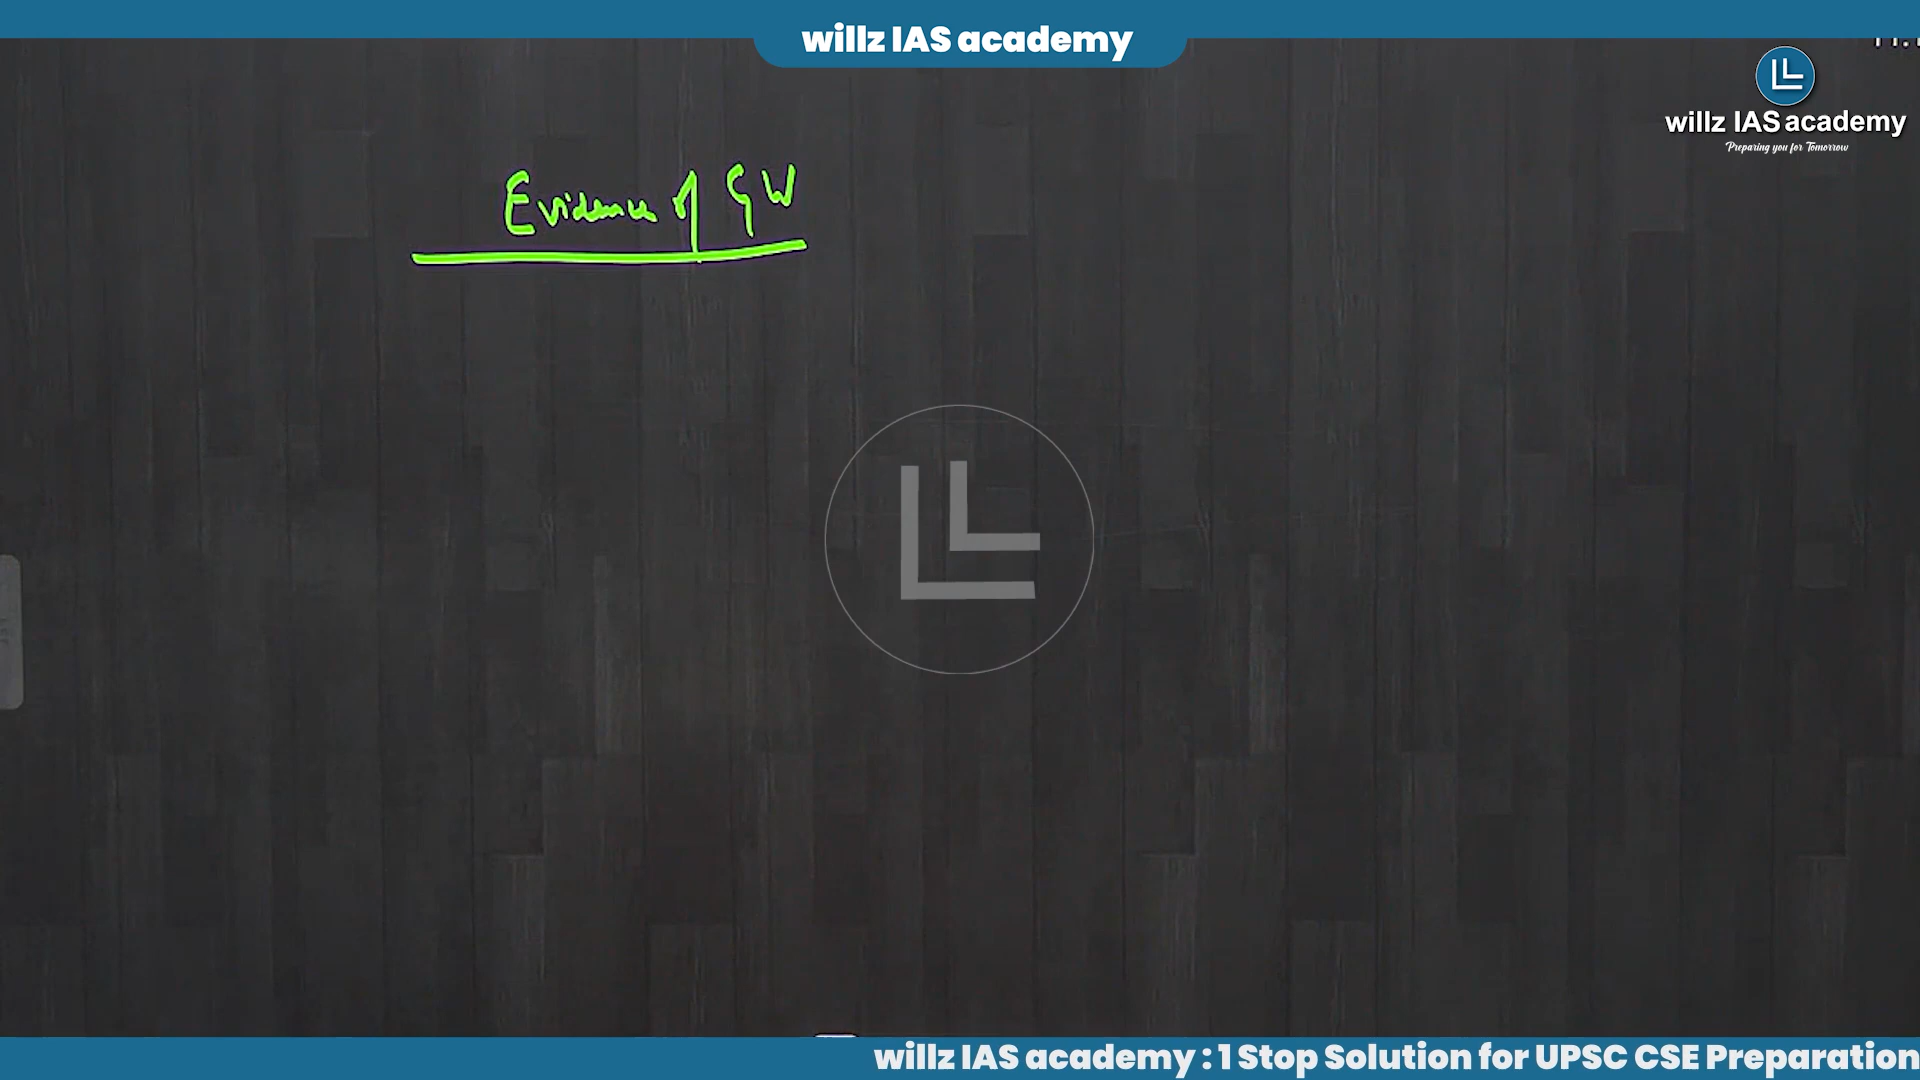 willz IAS academy
willz IAS academy
Preparing you for Tomorrow
Evidence of GW
willz IAS academy : 1 Stop Solution for UPSC CSE Preparation